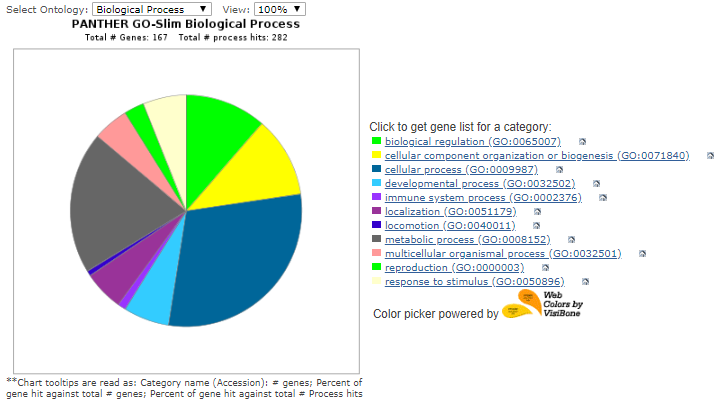 Select Ontology: Biological Process View: 100%
PANTHER GO-Slim Biological Process
Total # Genes: 167 Total # process hits: 282
Click to get gene list for a category:
biological regulation (GO:0065007)
cellular component organization or biogenesis (GO:0071840)
cellular process (GO:0009987)
developmental process (GO:0032502)
immune system process (GO:0002376)
localization (GO:0051179)
locomotion (GO:0040011)
metabolic process (GO:0008152)
multicellular organismal process (GO:0032501)
reproduction (GO:0000003)
response to stimulus (GO:0050896)
Color picker powered by
Web
Colors by
VisiBone
**Chart tooltips are read as: Category name (Accession): # genes; Percent of
gene hit against total # genes; Percent of gene hit against total # Process hits